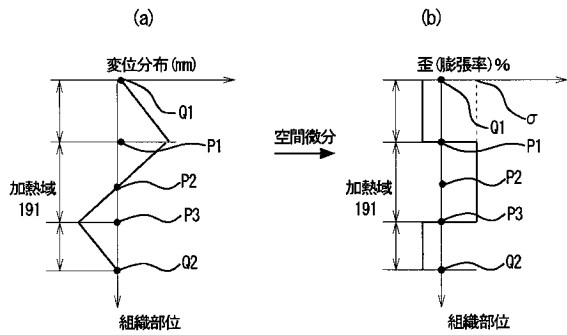 (a)
(b)
変位分布(mm)
歪(膨張率)%
Q1
Q1
σ
P1
空間微分
P1
P2
P2
加熱域
191
加熱域
191
P3
P3
Q2
Q2
組織部位
組織部位